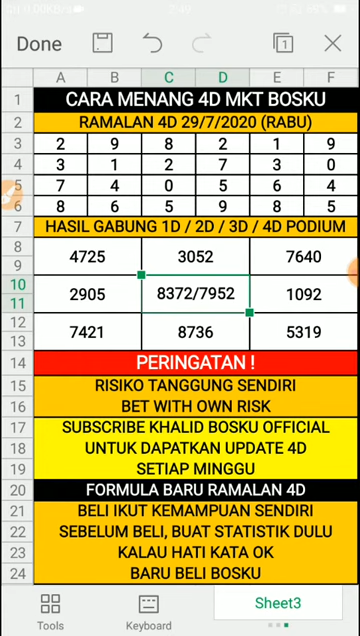 Done
1
A B C D E F
1 CARA MENANG 4D MKT BOSKU
2 RAMALAN 4D 29/7/2020 (RABU)
3 2 9 8 2 1 9
4 3 1 2 7 3 0
5 7 4 0 5 6 4
6 8 6 5 9 8 5
7 HASIL GABUNG 1D / 2D / 3D / 4D PODIUM
8
4725 3052 7640
9
10
2905 8372/7952 1092
11
12
7421 8736 5319
13
14 PERINGATAN !
15 RISIKO TANGGUNG SENDIRI
16 BET WITH OWN RISK
17 SUBSCRIBE KHALID BOSKU OFFICIAL
18 UNTUK DAPATKAN UPDATE 4D
19 SETIAP MINGGU
20 FORMULA BARU RAMALAN 4D
21 BELI IKUT KEMAMPUAN SENDIRI
22 SEBELUM BELI, BUAT STATISTIK DULU
23 KALAU HATI KATA OK
24 BARU BELI BOSKU
Tools Keyboard Sheet3